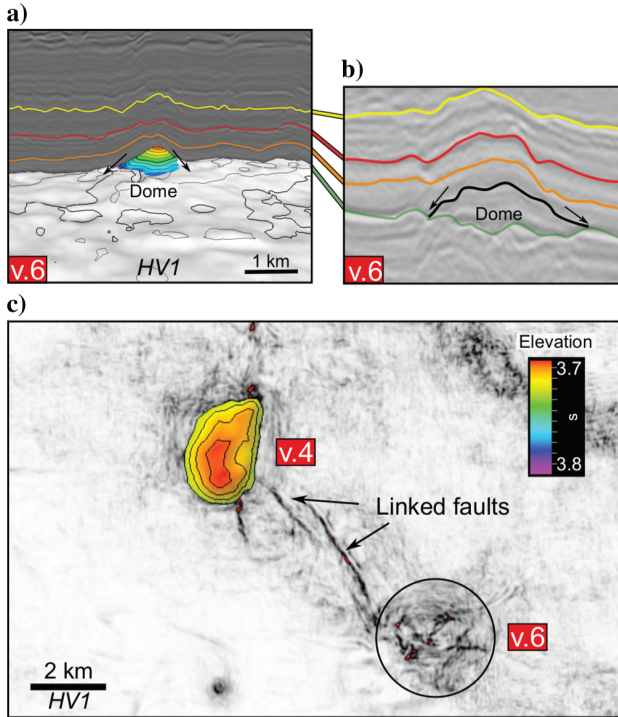 a)
Dome
v.6
HV1
1 km
b)
Dome
v.6
c)
Elevation
3.7
s
3.8
v.4
Linked faults
v.6
2 km
HV1